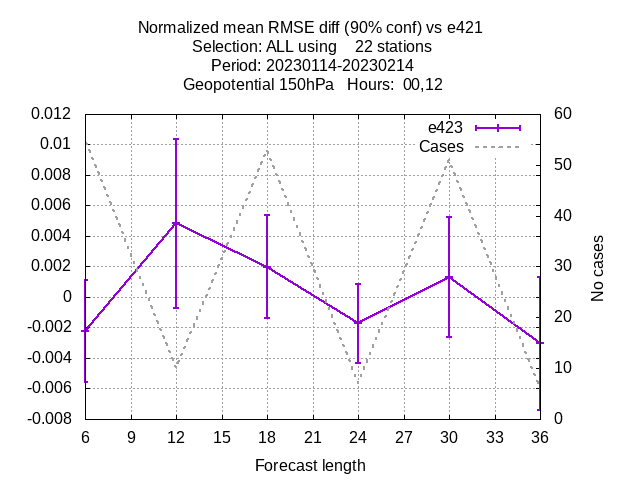 Normalized mean RMSE diff (90% conf) vs e421
Selection: ALL using    22 stations
Period: 20230114-20230214
Geopotential 150hPa   Hours:  00,12
0.012
0.01
0.008
0.006
0.004
0.002
0
-0.002
-0.004
-0.006
-0.008
e423
Cases
60
50
40
30
20
10
0
No cases
6 9 12 15 18 21 24 27 30 33 36
Forecast length